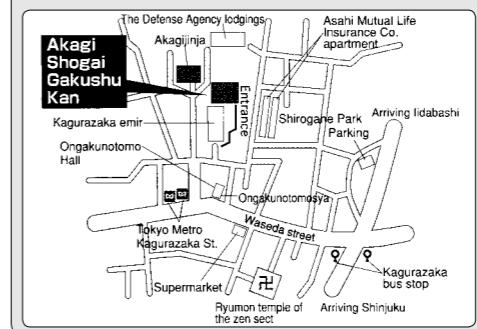 The Defense Agency lodgings
Asahi Mutual Life
Insurance Co.
apartment
Akagi
Shogai
Gakushu
Kan
Akagijinja
Entrance
Kagurazaka emir
Shirogane Park
Parking
Arriving Iidabashi
Ongakunotomo
Hall
Ongakunotomosya
Waseda street
Tokyo Metro
Kagurazaka St.
Supermarket
Kagurazaka
bus stop
卍
Ryumon temple of
the zen sect
Arriving Shinjuku